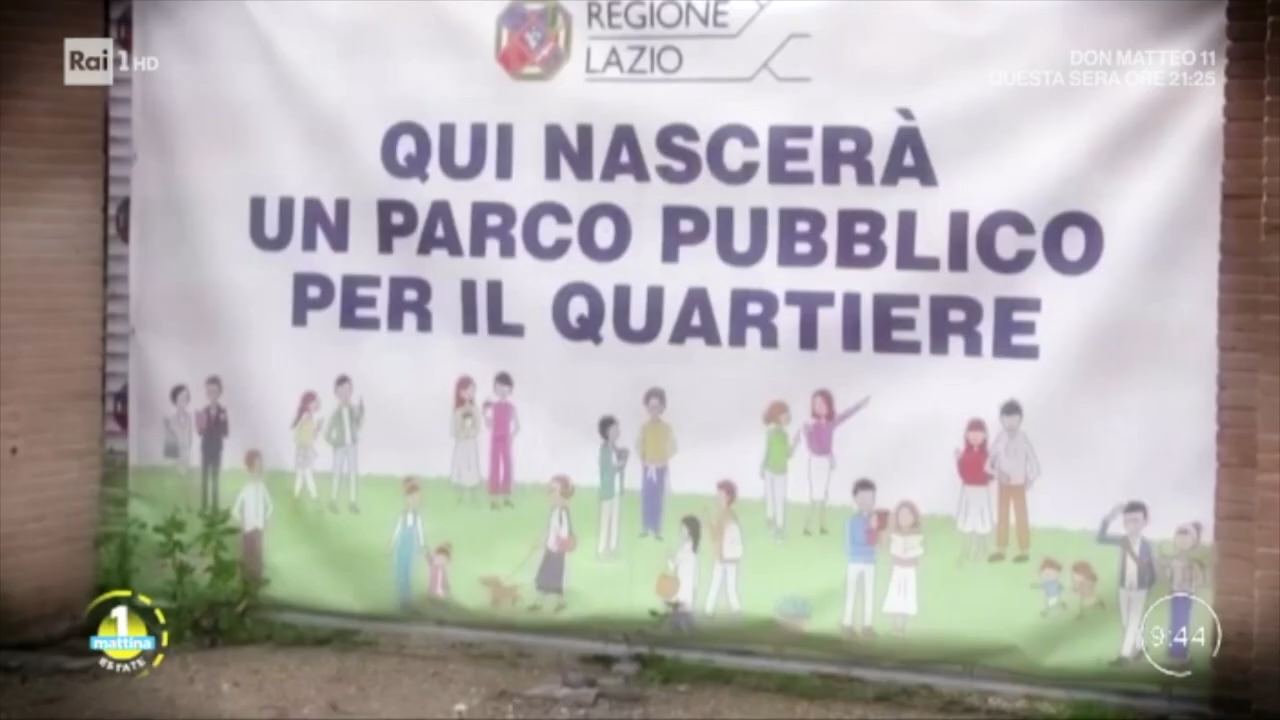 REGIONE
LAZIO
Rai 1 HD
DON MATTEO 11
QUESTA SERA ORE 21:25
QUI NASCERÀ
UN PARCO PUBBLICO
PER IL QUARTIERE
1
mattina
ESTATE
9:44